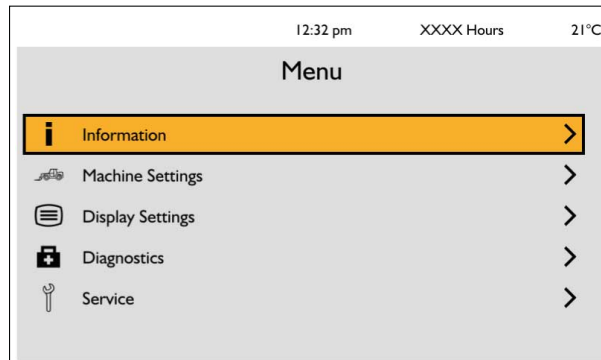 12:32 pm XXXX Hours 21°C
Menu
Information
Machine Settings
Display Settings
Diagnostics
Service